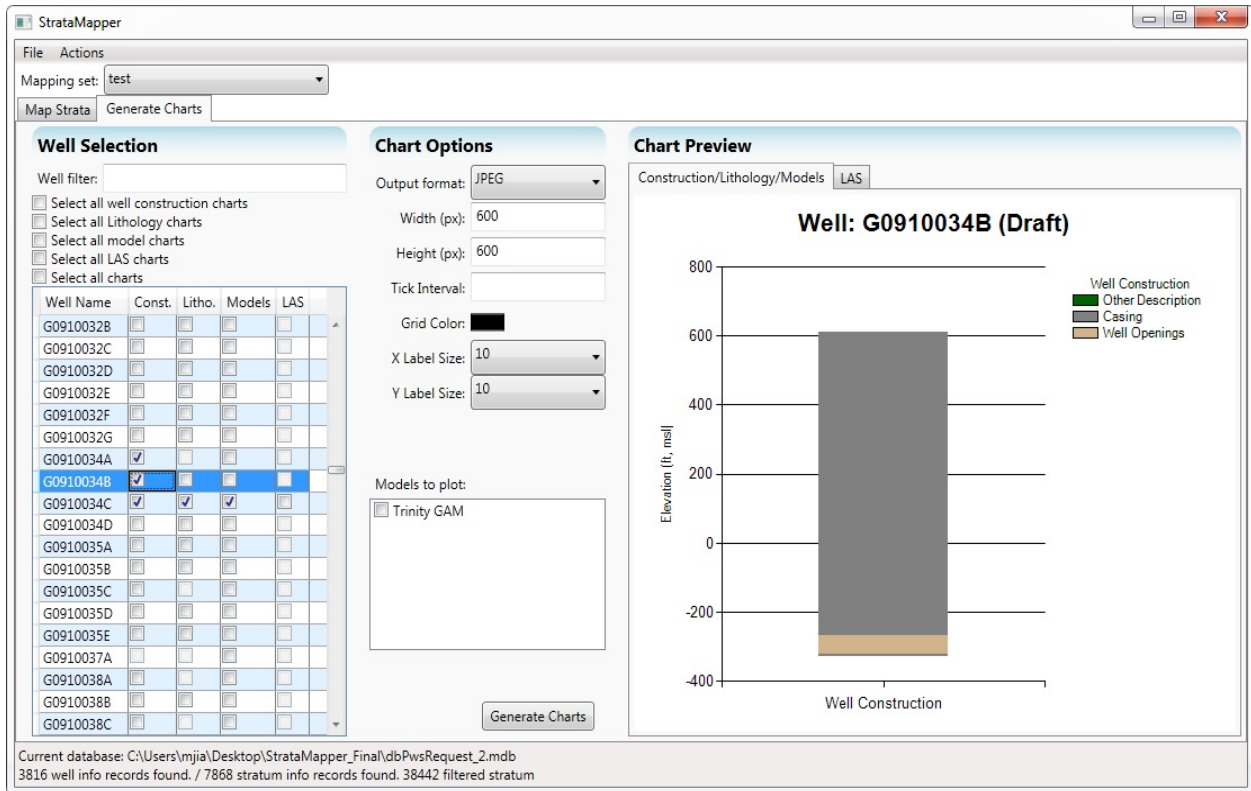 StrataMapper
File Actions
Mapping set: test
Map Strata Generate Charts
Well Selection
Well filter:
Select all well construction charts
Select all Lithology charts
Select all model charts
Select all LAS charts
Select all charts
Well Name Const. Litho. Models LAS
G0910032B
G0910032C
G0910032D
G0910032E
G0910032F
G0910032G
G0910034A
G0910034B
G0910034C
G0910034D
G0910035A
G0910035B
G0910035C
G0910035D
G0910035E
G0910037A
G0910038A
G0910038B
G0910038C
Chart Options
Output format: JPEG
Width (px): 600
Height (px): 600
Tick Interval:
Grid Color:
X Label Size: 10
Y Label Size: 10
Models to plot:
Trinity GAM
Generate Charts
Chart Preview
Construction/Lithology/Models LAS
Well: G0910034B (Draft)
800
600
400
200
0
-200
-400
Elevation (ft, msl)
Well Construction
Well Construction
Other Description
Casing
Well Openings
Current database: C:\Users\mjia\Desktop\StrataMapper_Final\dbPwsRequest_2.mdb
3816 well info records found. / 7868 stratum info records found. 38442 filtered stratum